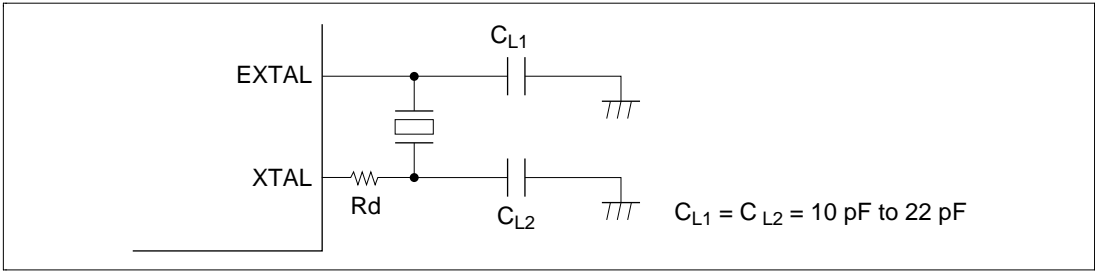 C_L1
EXTAL
XTAL
Rd
C_L2
C_L1 = C_L2 = 10 pF to 22 pF